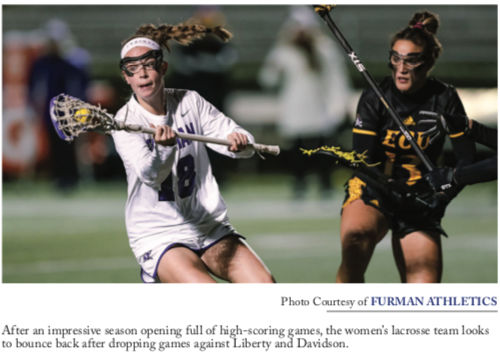 18
ECU
13
Photo Courtesy of FURMAN ATHLETICS
After an impressive season opening full of high-scoring games, the women's lacrosse team looks
to bounce back after dropping games against Liberty and Davidson.